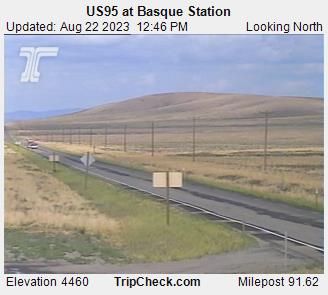 US95 at Basque Station
Updated: Aug 22 2023 12:46 PM Looking North
Elevation 4460 TripCheck.com Milepost 91.62